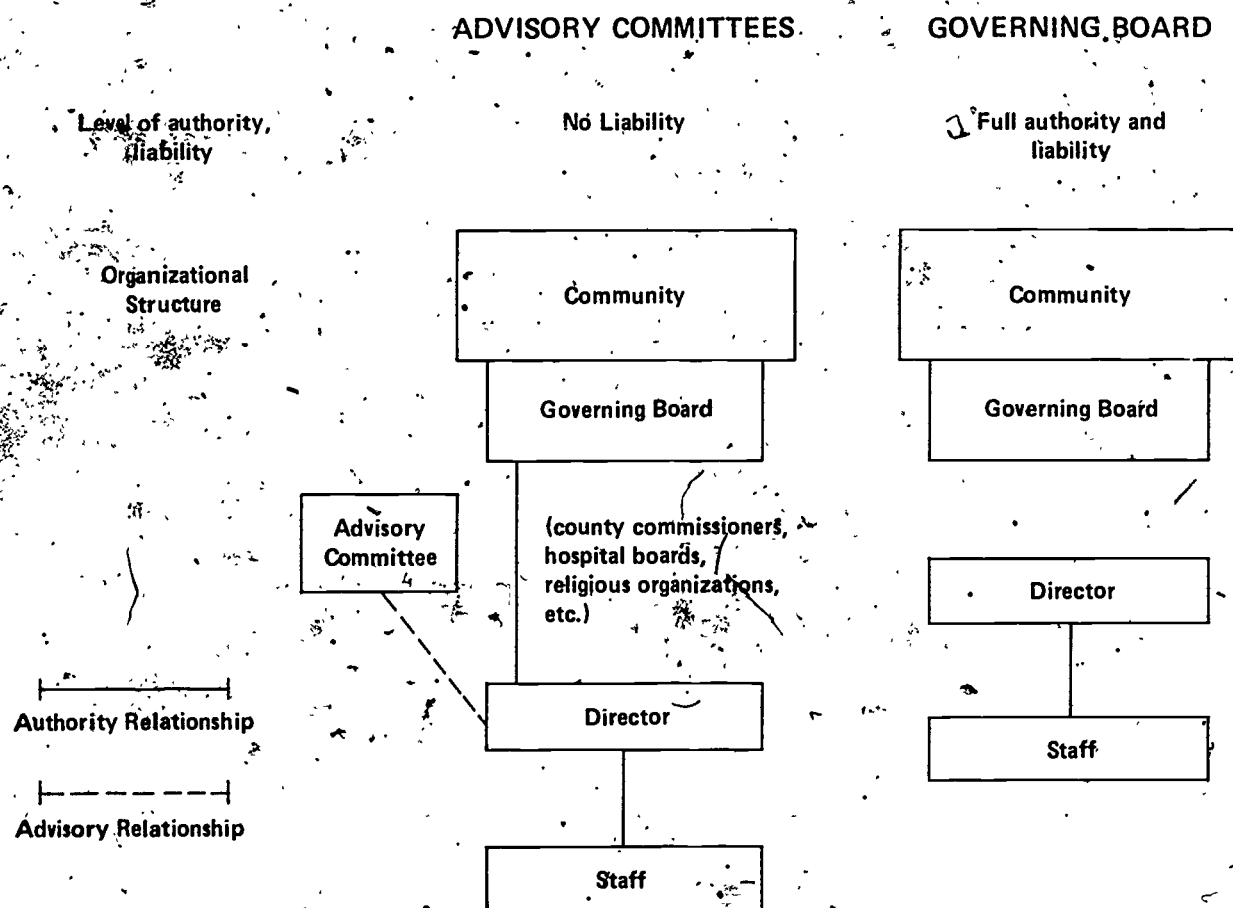 ADVISORY COMMITTEES
GOVERNING BOARD
Level of authority,
liability
No Liability
Full authority and
liability
Organizational
Structure
Community
Governing Board
Advisory
Committee
(county commissioners,
hospital boards,
religious organizations,
etc.)
Director
Staff
Community
Governing Board
Director
Staff
Authority Relationship
Advisory Relationship